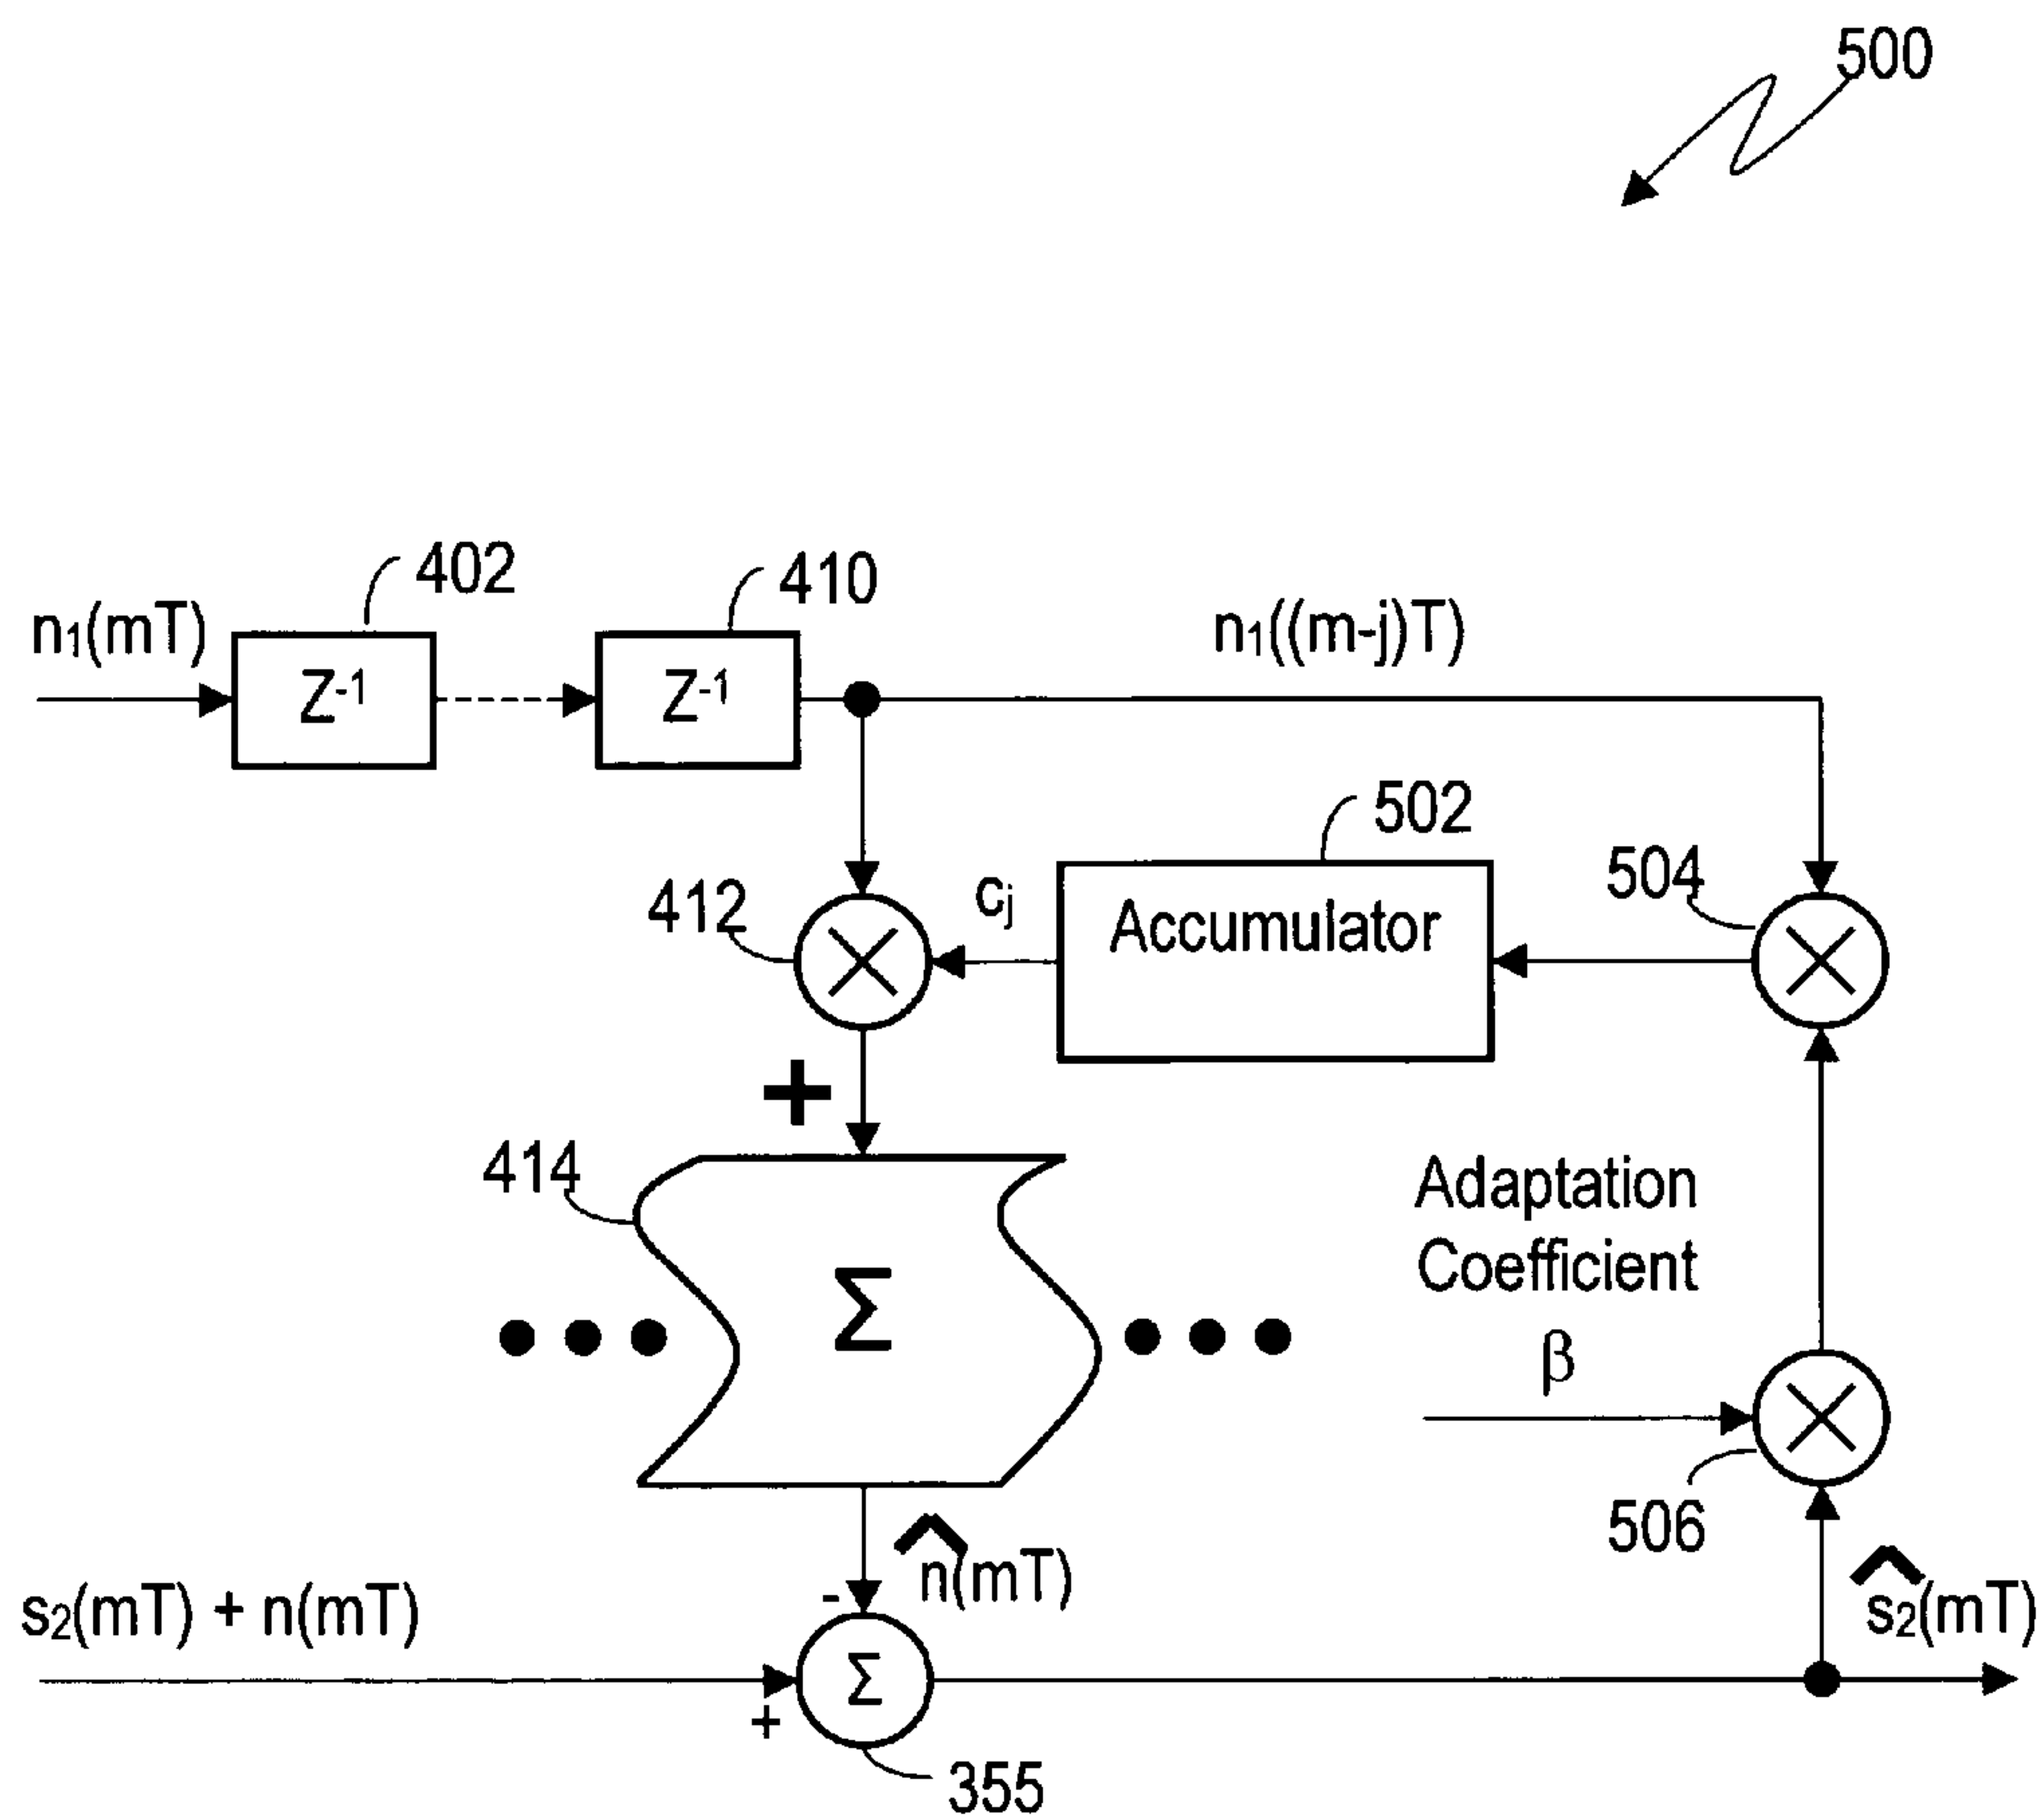 500
402
410
n₁(mT)
n₁((m-j)T)
Z⁻¹
Z⁻¹
502
504
412
cⱼ
Accumulator
+
414
Adaptation
Coefficient
Σ
β
506
n̂(mT)
-
s₂(mT) + n(mT)
ŝ₂(mT)
Σ
+
355